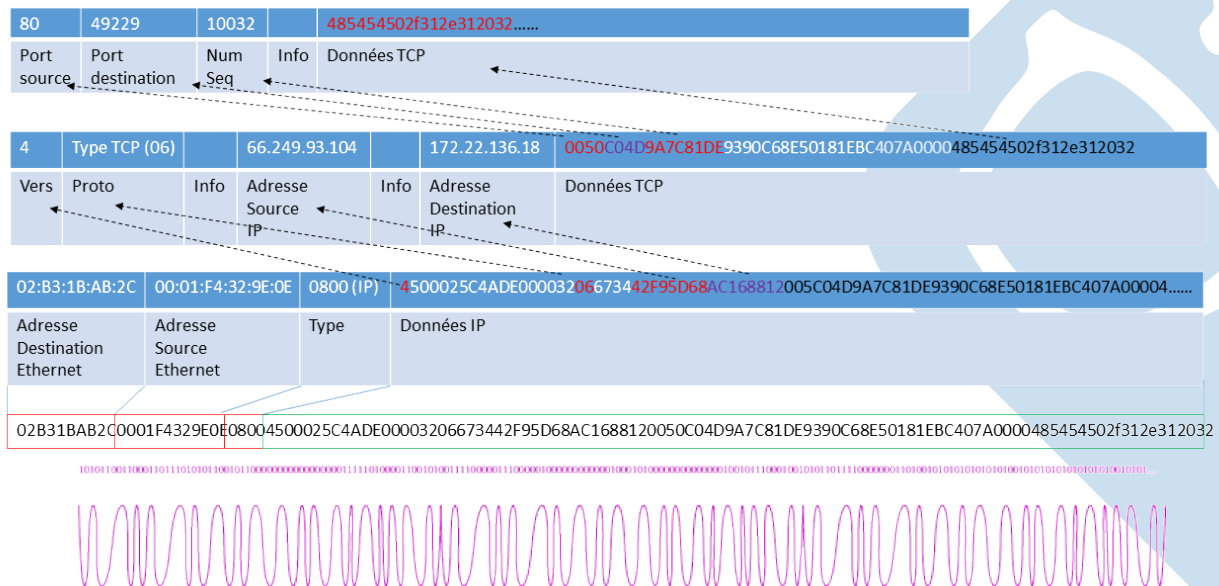 80 49229 10032 485454502f312e312032......
Port source Port destination Num Seq Info Données TCP
4 Type TCP (06) 66.249.93.104 172.22.136.18 0050C04D9A7C81DE9390C68E50181EBC407A0000485454502f312e312032
Vers Proto Info Adresse Source IP Info Adresse Destination IP Données TCP
02:B3:1B:AB:2C 00:01:F4:32:9E:0E 0800 (IP) 4500025C4ADE00003206673442F95D68AC168812005C04D9A7C81DE9390C68E50181EBC407A00004......
Adresse Destination Ethernet Adresse Source Ethernet Type Données IP
02B31BAB2C0001F4329E0E08004500025C4ADE00003206673442F95D68AC1688120050C04D9A7C81DE9390C68E50181EBC407A0000485454502f312e312032